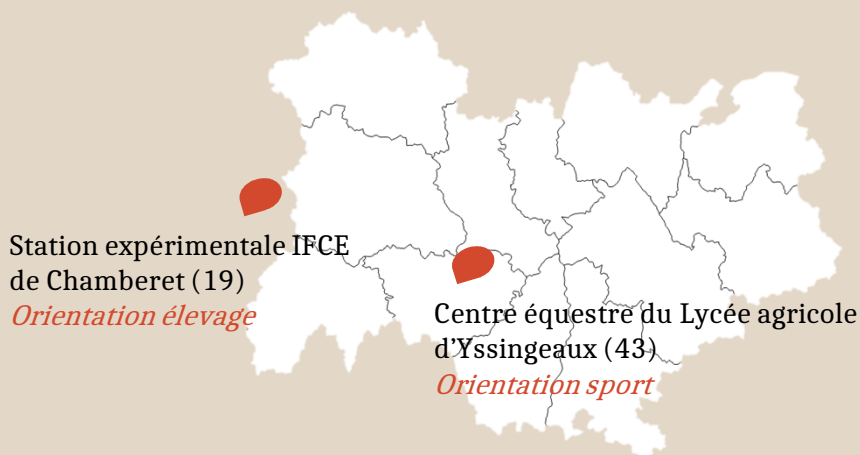 Station expérimentale IFCE
de Chamberet (19)
Orientation élevage
Centre équestre du Lycée agricole
d'Yssingeaux (43)
Orientation sport